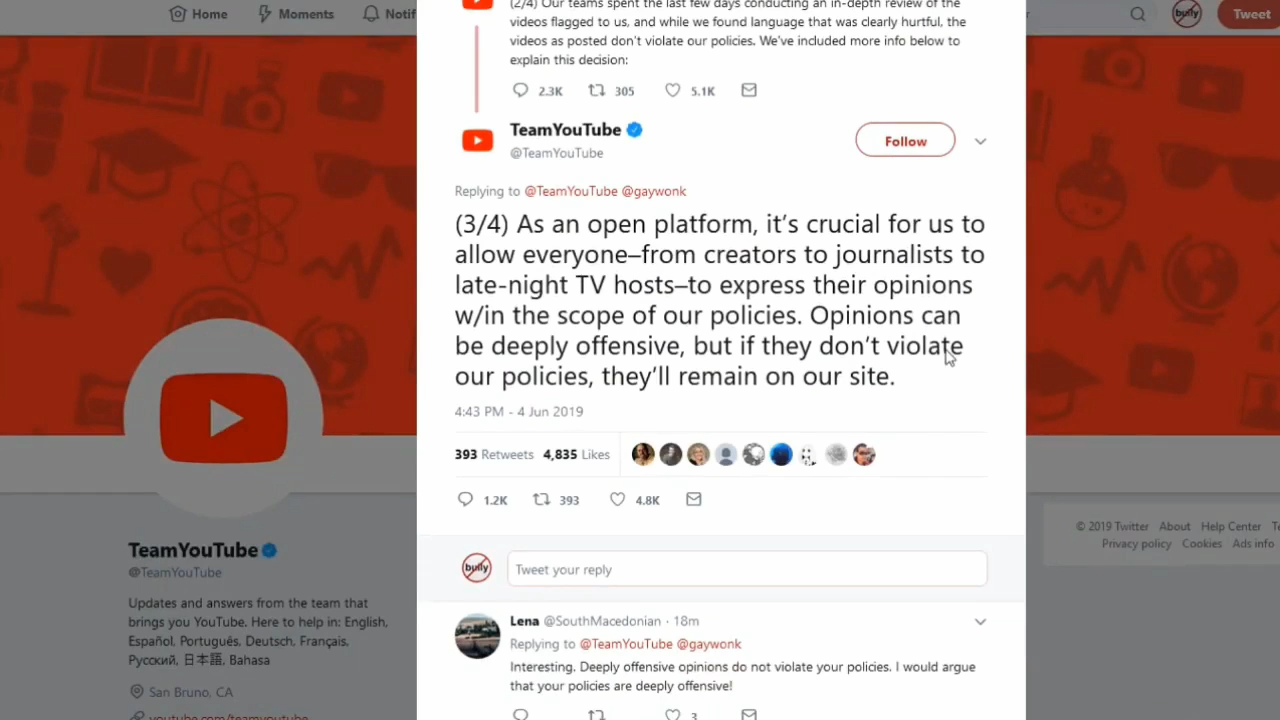 Home
Moments
Tweet
bully
(2/4) Our teams spent the last few days conducting an in-depth review of the
videos flagged to us, and while we found language that was clearly hurtful, the
videos as posted don't violate our policies. We've included more info below to
explain this decision:
2.3K 305 5.1K
TeamYouTube
@TeamYouTube
Follow
Replying to @TeamYouTube @gaywonk
(3/4) As an open platform, it's crucial for us to
allow everyone–from creators to journalists to
late-night TV hosts–to express their opinions
w/in the scope of our policies. Opinions can
be deeply offensive, but if they don't violate
our policies, they'll remain on our site.
4:43 PM - 4 Jun 2019
393 Retweets 4,835 Likes
1.2K 393 4.8K
bully
Tweet your reply
Lena @SouthMacedonian · 18m
Replying to @TeamYouTube @gaywonk
Interesting. Deeply offensive opinions do not violate your policies. I would argue
that your policies are deeply offensive!
3
TeamYouTube
@TeamYouTube
Updates and answers from the team that
brings you YouTube. Here to help in: English,
Español, Português, Deutsch, Français,
Русский, 日本語, Bahasa
San Bruno, CA
youtube.com/teamyoutube
© 2019 Twitter About Help Center
Privacy policy Cookies Ads info